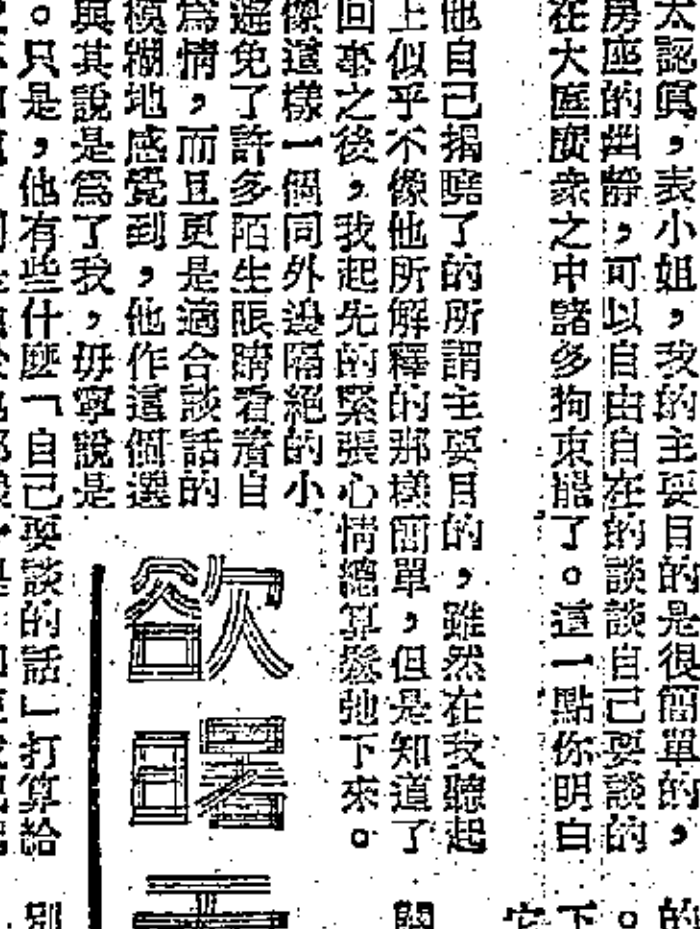 太認眞，表小姐，我的主要目的是很簡單的，
房座的幽靜，可以自由自在的談談自己要談的
在大庭廣衆之中諸多拘束罷了。這一點你明白
他自己揭曉了的所謂主要目的，雖然在我聽起
上似乎不像他所解釋的那樣簡單，但是知道了
回事之後，我起先的緊張心情總算鬆弛下來。
像這樣一個同外邊隔絕的小
避免了許多陌生眼睛看着自
爲情，而且更是適合談話的
模糊地感覺到，他作這個選
與其說是爲了我，毋寧說是
。只是，他有些什麼「自己要談的話」打算給
欲曙
的
。
下
它
關
別